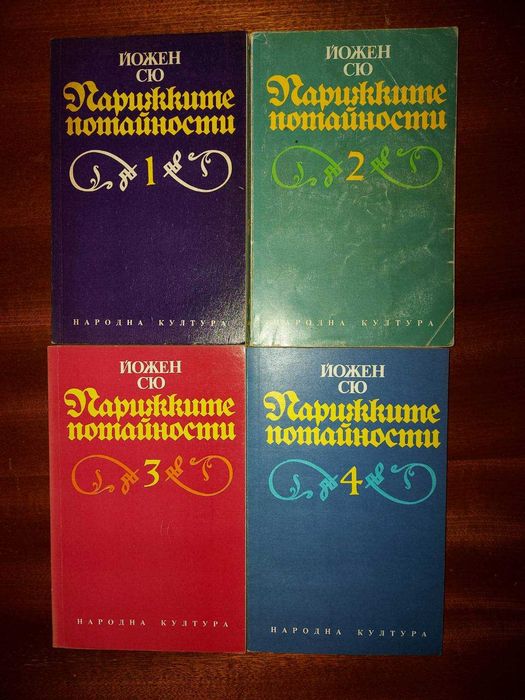 ЙОЖЕН
СЮ
Парижките
потайности
1
НАРОДНА КУЛТУРА
ЙОЖЕН
СЮ
Парижките
потайности
2
НАРОДНА КУЛТУРА
ЙОЖЕН
СЮ
Парижките
потайности
3
НАРОДНА КУЛТУРА
ЙОЖЕН
СЮ
Парижките
потайности
4
НАРОДНА КУЛТУРА